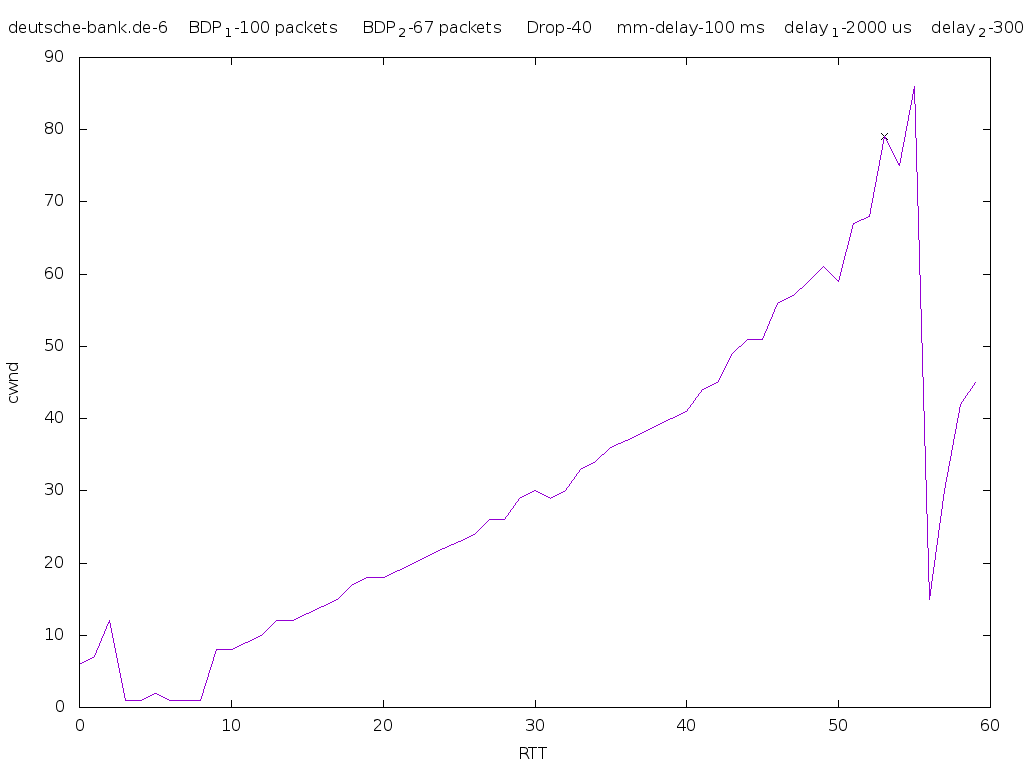 deutsche-bank.de-6 BDP1-100 packets BDP2-67 packets Drop-40 mm-delay-100 ms delay1-2000 us delay2-300
90
80
70
60
50
40
30
20
10
0
cwnd
0 10 20 30 40 50 60
RTT